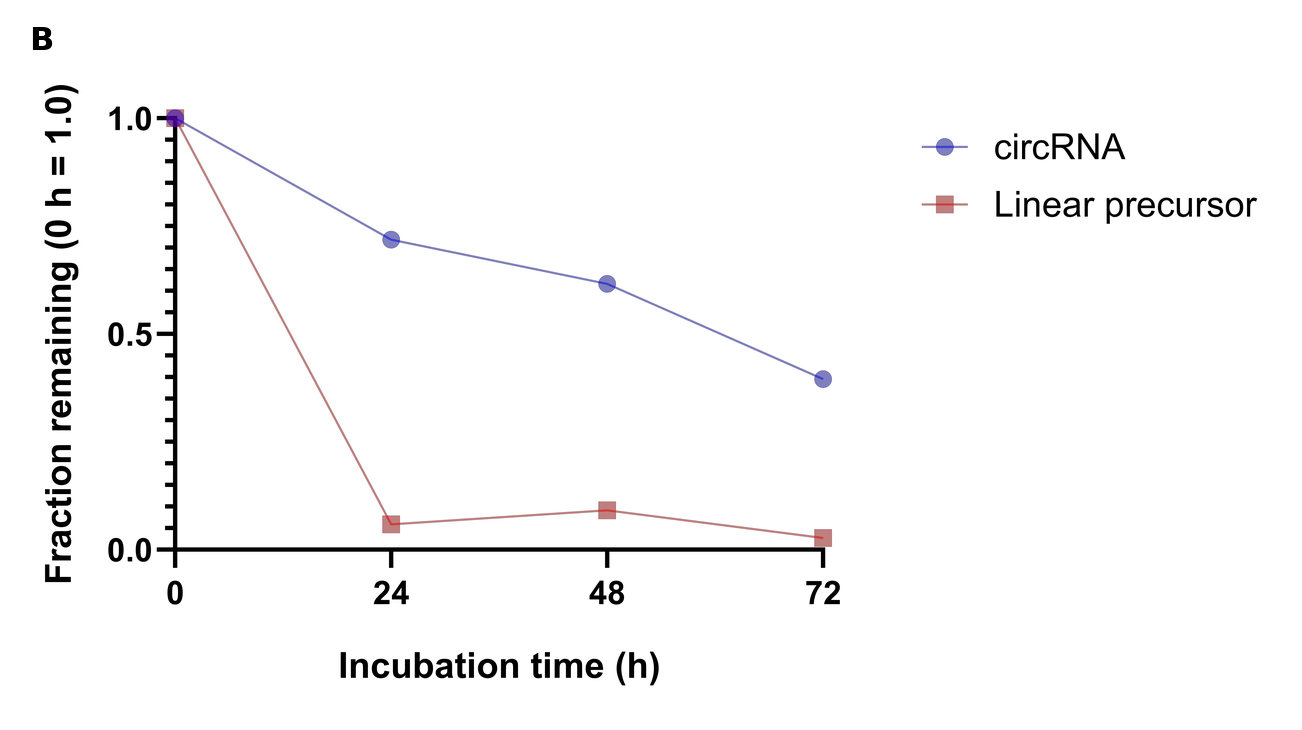 B
Fraction remaining (0 h = 1.0)
1.0
0.5
0.0
0 24 48 72
Incubation time (h)
circRNA
Linear precursor